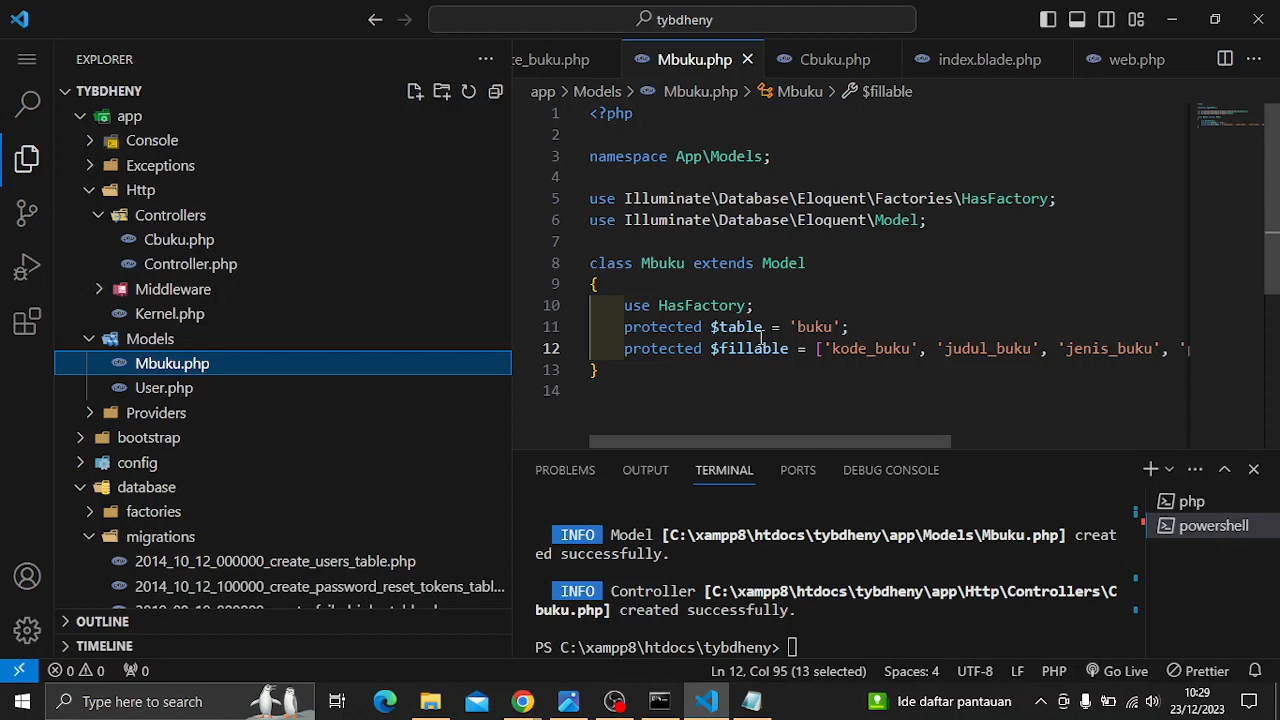 tybdheny
EXPLORER
TYBDHENY
app
Console
Exceptions
Http
Controllers
Cbuku.php
Controller.php
Middleware
Kernel.php
Models
Mbuku.php
User.php
Providers
bootstrap
config
database
factories
migrations
2014_10_12_000000_create_users_table.php
2014_10_12_100000_create_password_reset_tokens_tabl...
OUTLINE
TIMELINE
te_buku.php
Mbuku.php
Cbuku.php
index.blade.php
web.php
app > Models > Mbuku.php > Mbuku > $fillable
1 <?php
2
3 namespace App\Models;
4
5 use Illuminate\Database\Eloquent\Factories\HasFactory;
6 use Illuminate\Database\Eloquent\Model;
7
8 class Mbuku extends Model
9 {
10 use HasFactory;
11 protected $table = 'buku';
12 protected $fillable = ['kode_buku', 'judul_buku', 'jenis_buku', '
13 }
14
PROBLEMS OUTPUT TERMINAL PORTS DEBUG CONSOLE
php
powershell
INFO Model [C:\xampp8\htdocs\tybdheny\app\Models\Mbuku.php] creat
ed successfully.
INFO Controller [C:\xampp8\htdocs\tybdheny\app\Http\Controllers\C
buku.php] created successfully.
PS C:\xampp8\htdocs\tybdheny>
0 0 0 Ln 12, Col 95 (13 selected) Spaces: 4 UTF-8 LF PHP Go Live Prettier
Type here to search
Ide daftar pantauan
10:29
23/12/2023